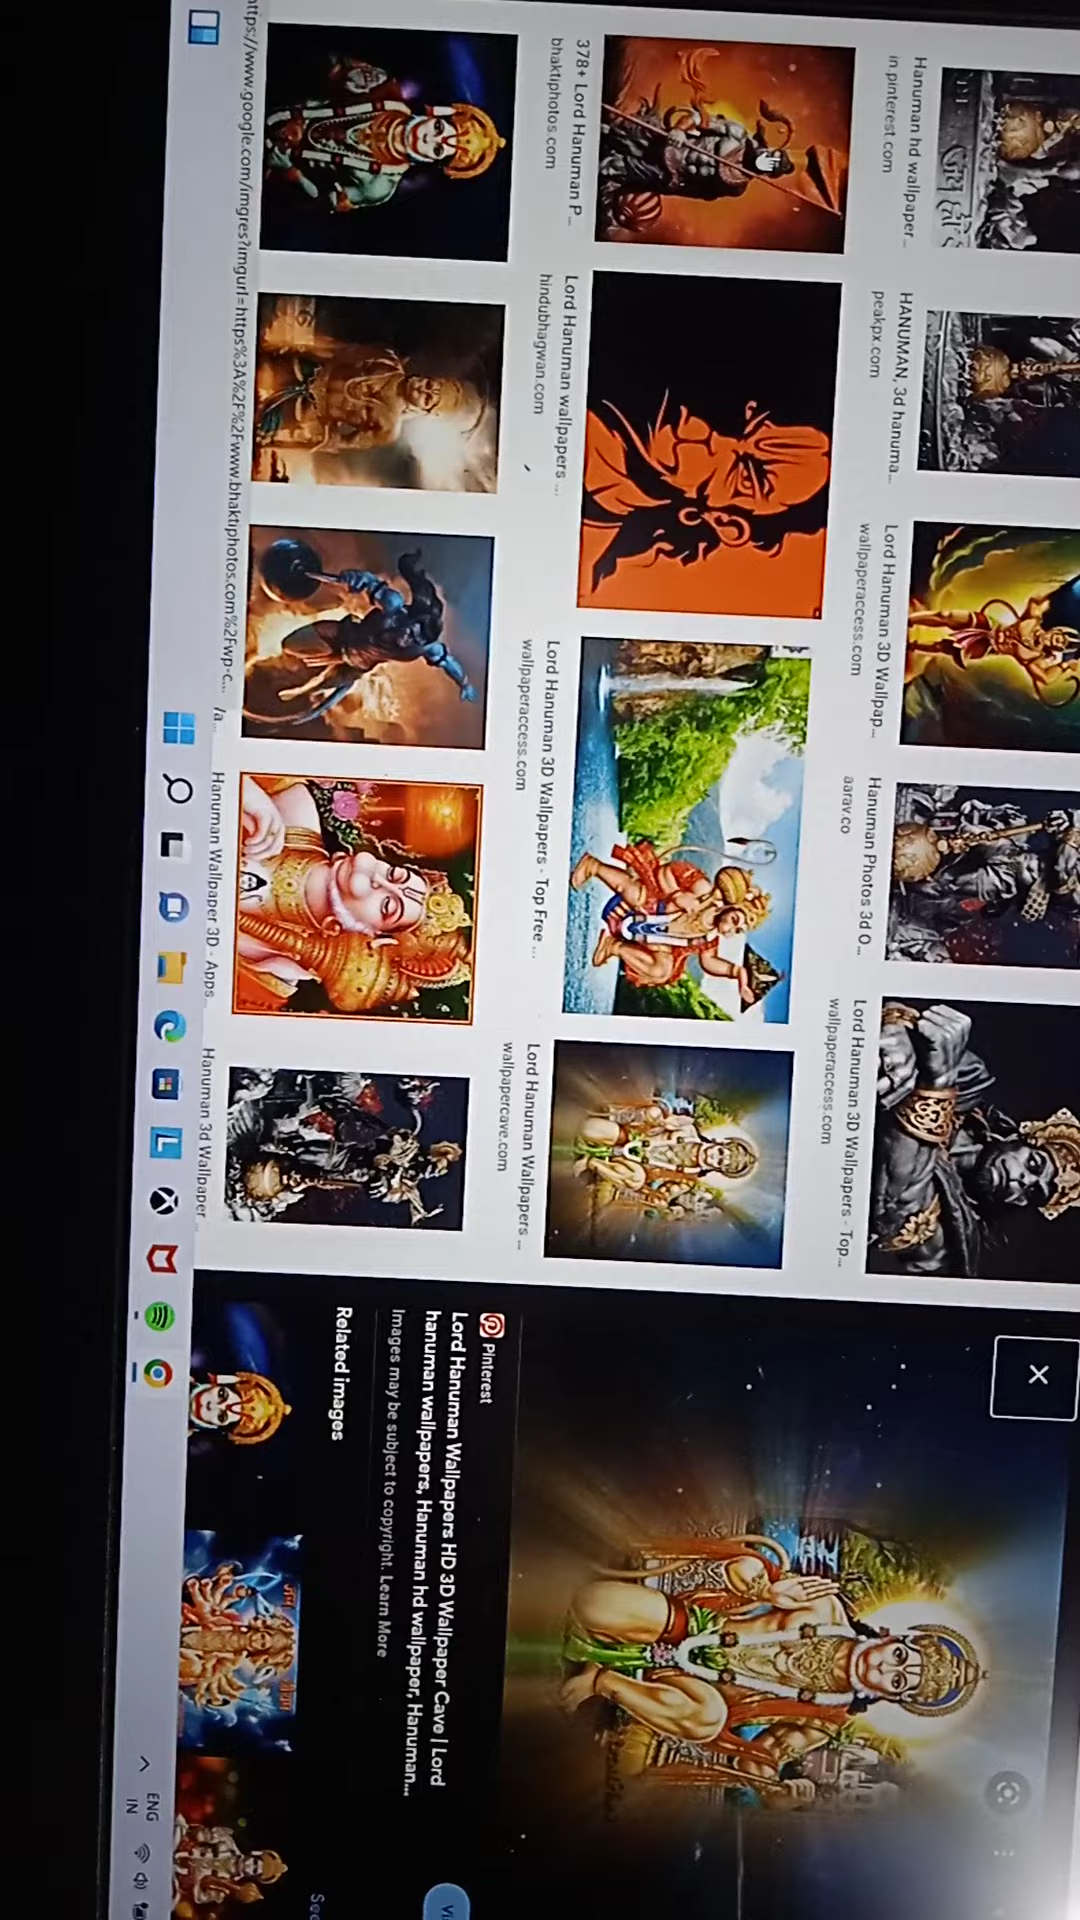 Hanuman hd wallpaper...
in.pinterest.com
HANUMAN, 3d hanuma...
peakpx.com
Lord Hanuman 3D Wallpap...
wallpaperaccess.com
Hanuman Photos 3d O...
aarav.co
Lord Hanuman 3D Wallpapers - Top...
wallpaperaccess.com
378+ Lord Hanuman P...
bhaktiphotos.com
Lord Hanuman wallpapers ...
hindubhagwan.com
Lord Hanuman 3D Wallpapers - Top Free ...
wallpaperaccess.com
Lord Hanuman Wallpapers ...
wallpapercave.com
https://www.google.com/imgres?imgurl=https%3A%2F%2Fwww.bhaktiphotos.com%2Fwp-c... /a...
Hanuman Wallpaper 3D - Apps...
Hanuman 3d Wallpaper ...
Pinterest
Lord Hanuman Wallpapers HD 3D Wallpaper Cave | Lord
hanuman wallpapers, Hanuman hd wallpaper, Hanuman...
Images may be subject to copyright. Learn More
Related images
ENG
IN